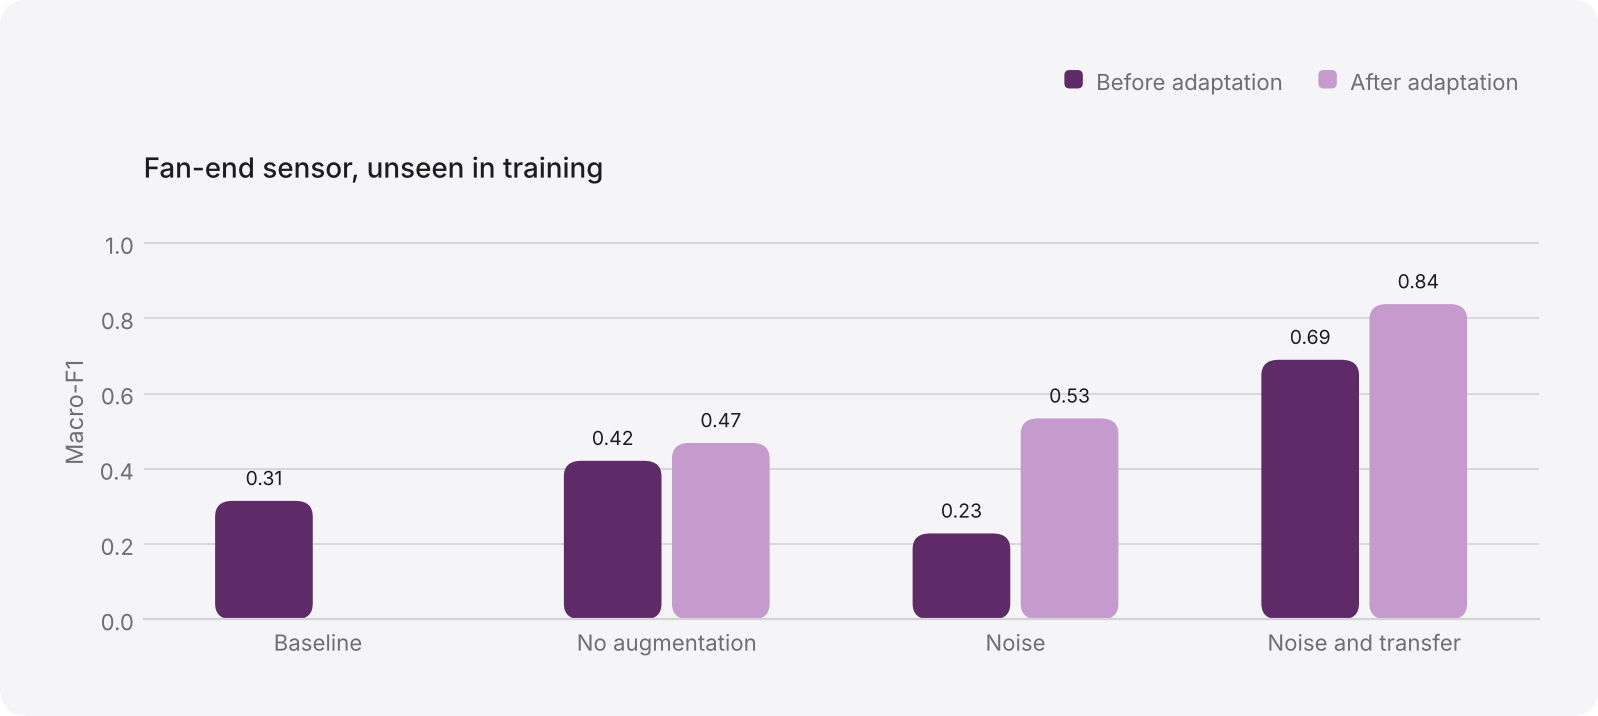 Before adaptation
After adaptation
Fan-end sensor, unseen in training
Macro-F1
1.0
0.8
0.6
0.4
0.2
0.0
0.31
0.42
0.47
0.23
0.53
0.69
0.84
Baseline
No augmentation
Noise
Noise and transfer